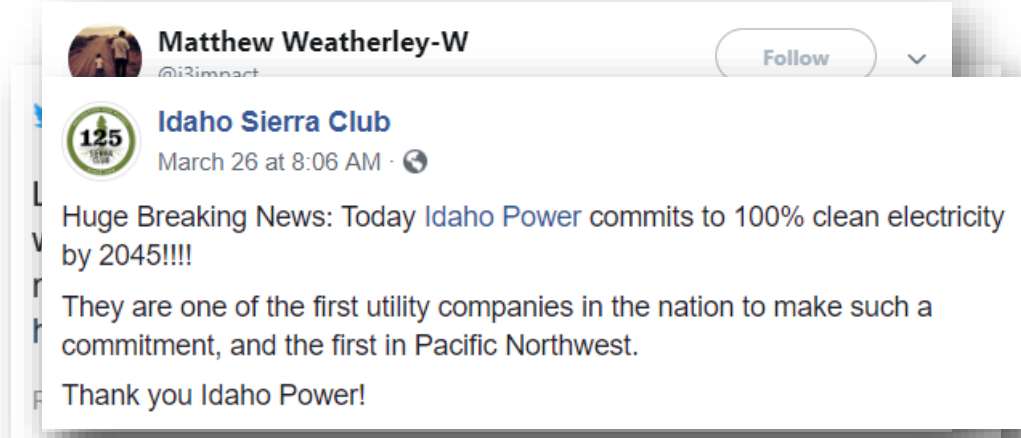 Matthew Weatherley-W
@i3impact
Follow
125
SIERRA
CLUB
Idaho Sierra Club
March 26 at 8:06 AM ·
Huge Breaking News: Today Idaho Power commits to 100% clean electricity
by 2045!!!!
They are one of the first utility companies in the nation to make such a
commitment, and the first in Pacific Northwest.
Thank you Idaho Power!